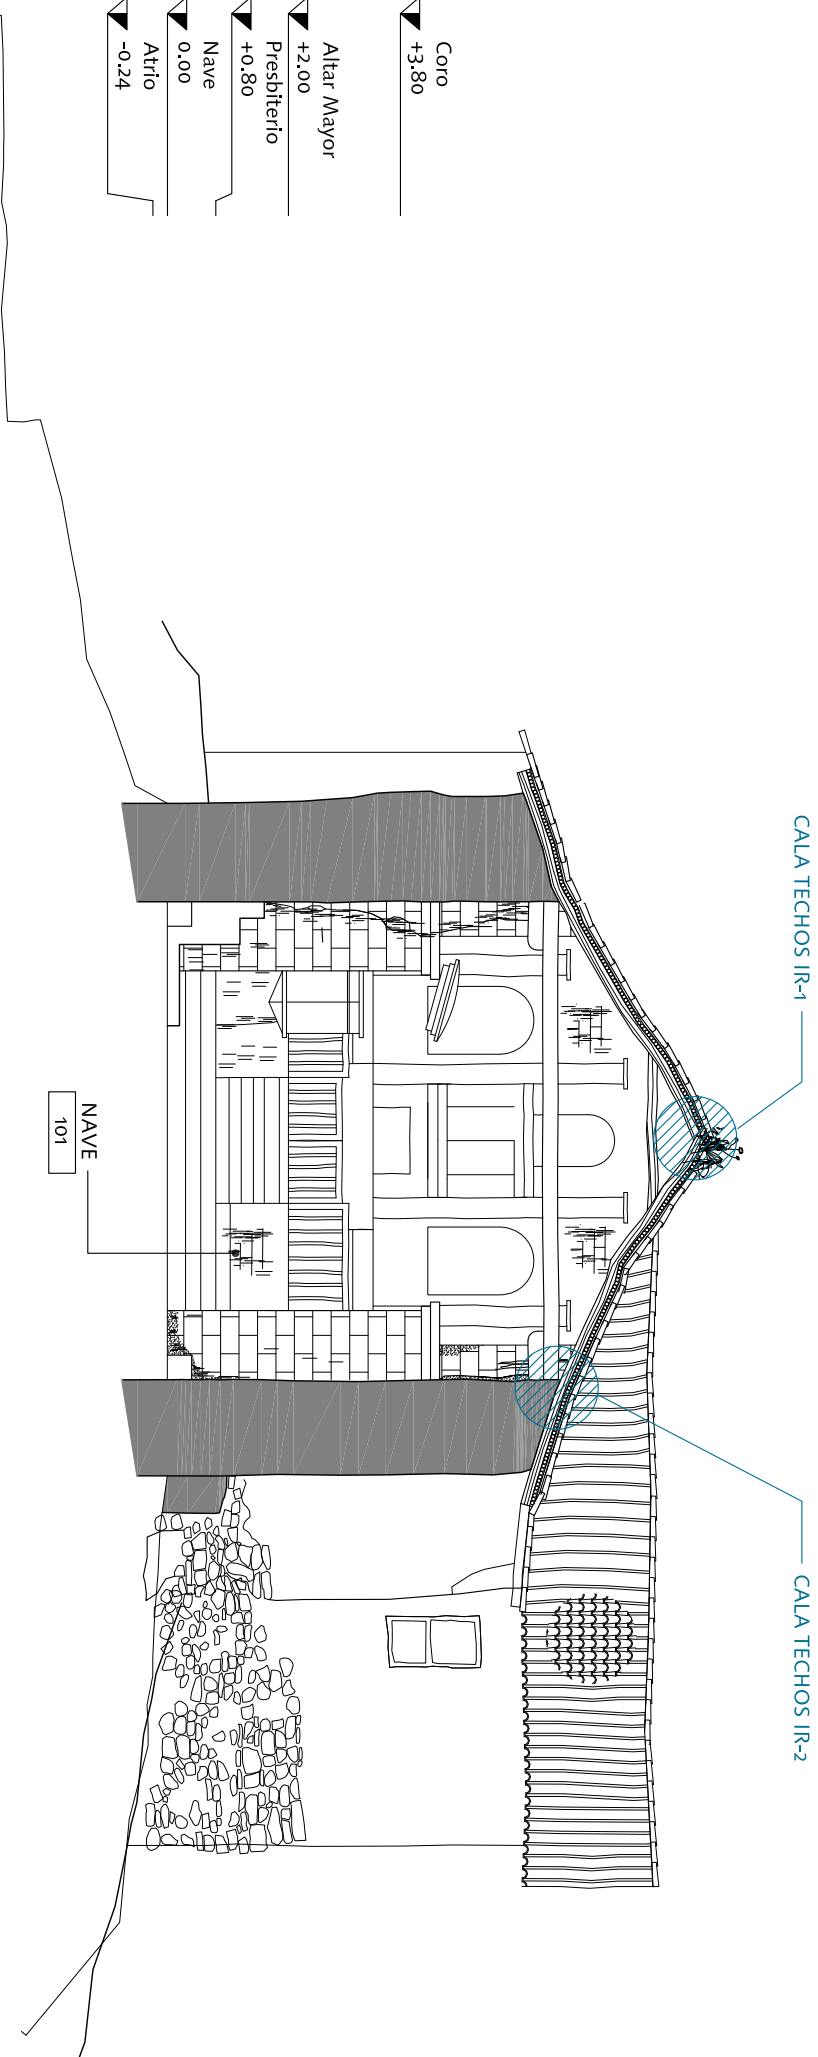 Coro
+3.80
Altar Mayor
+2.00
Presbiterio
+0.80
Nave
0.00
Atrio
-0.24
CALA TECHOS IR-1
CALA TECHOS IR-2
NAVE
101